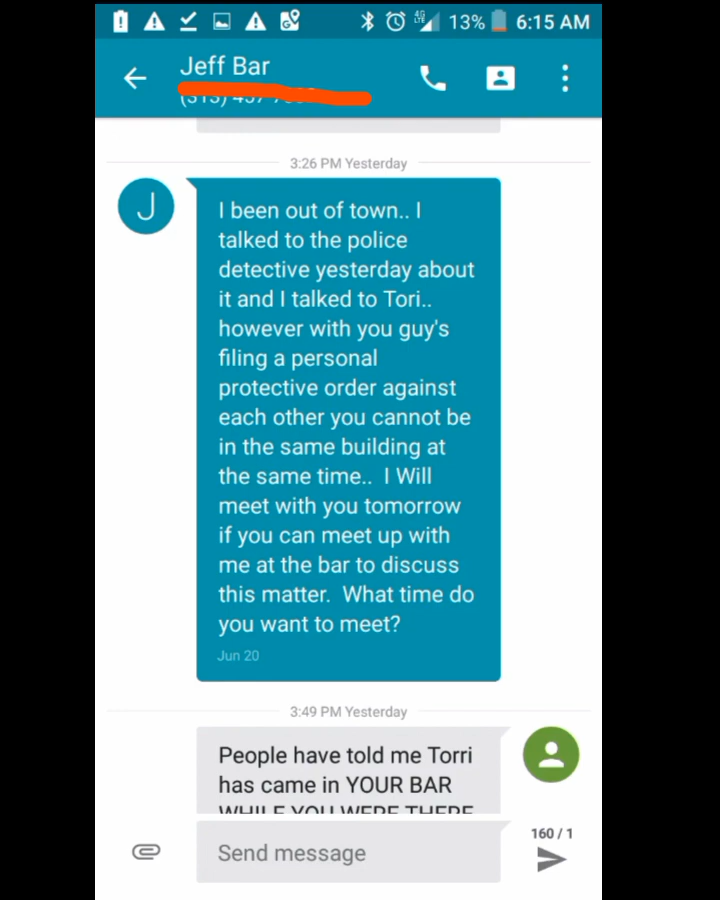 13% 6:15 AM
Jeff Bar
3:26 PM Yesterday
J
I been out of town.. I
talked to the police
detective yesterday about
it and I talked to Tori..
however with you guy's
filing a personal
protective order against
each other you cannot be
in the same building at
the same time.. I Will
meet with you tomorrow
if you can meet up with
me at the bar to discuss
this matter. What time do
you want to meet?
Jun 20
3:49 PM Yesterday
People have told me Torri
has came in YOUR BAR
WHILE YOU WERE THERE
160 / 1
Send message